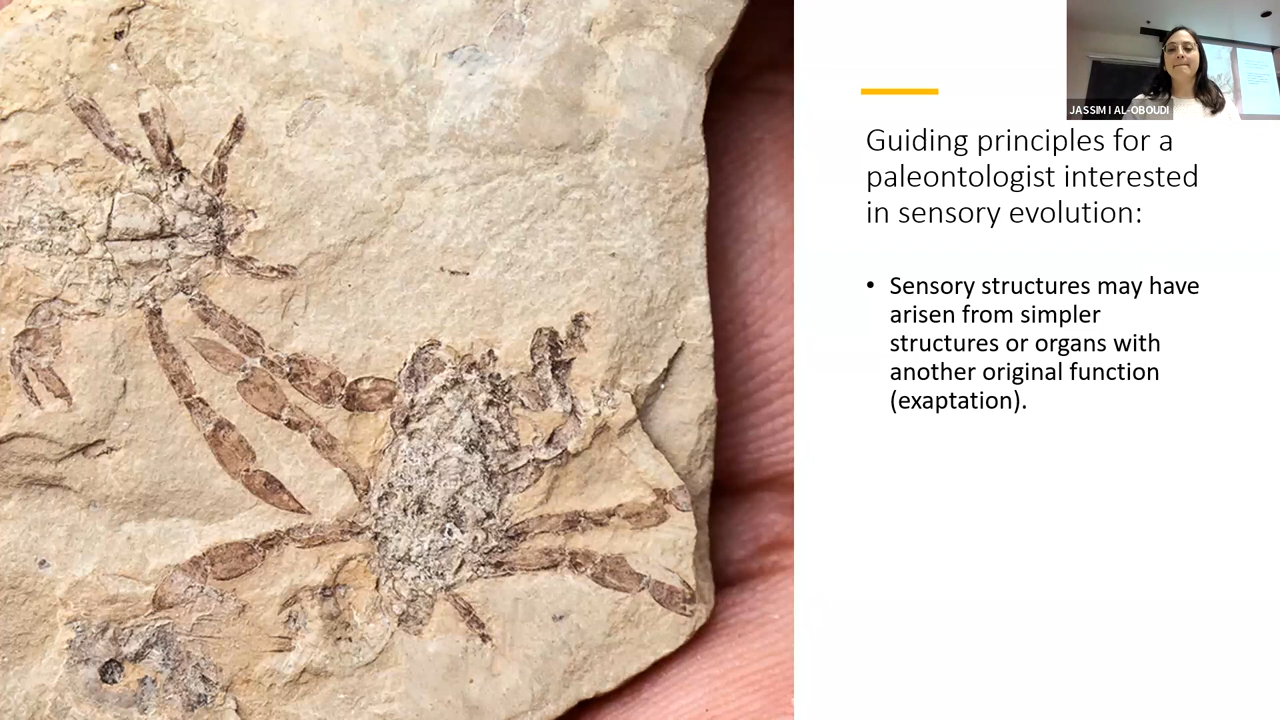 JASSIM I AL-OBOUDI
Guiding principles for a
paleontologist interested
in sensory evolution:
• Sensory structures may have
arisen from simpler
structures or organs with
another original function
(exaptation).